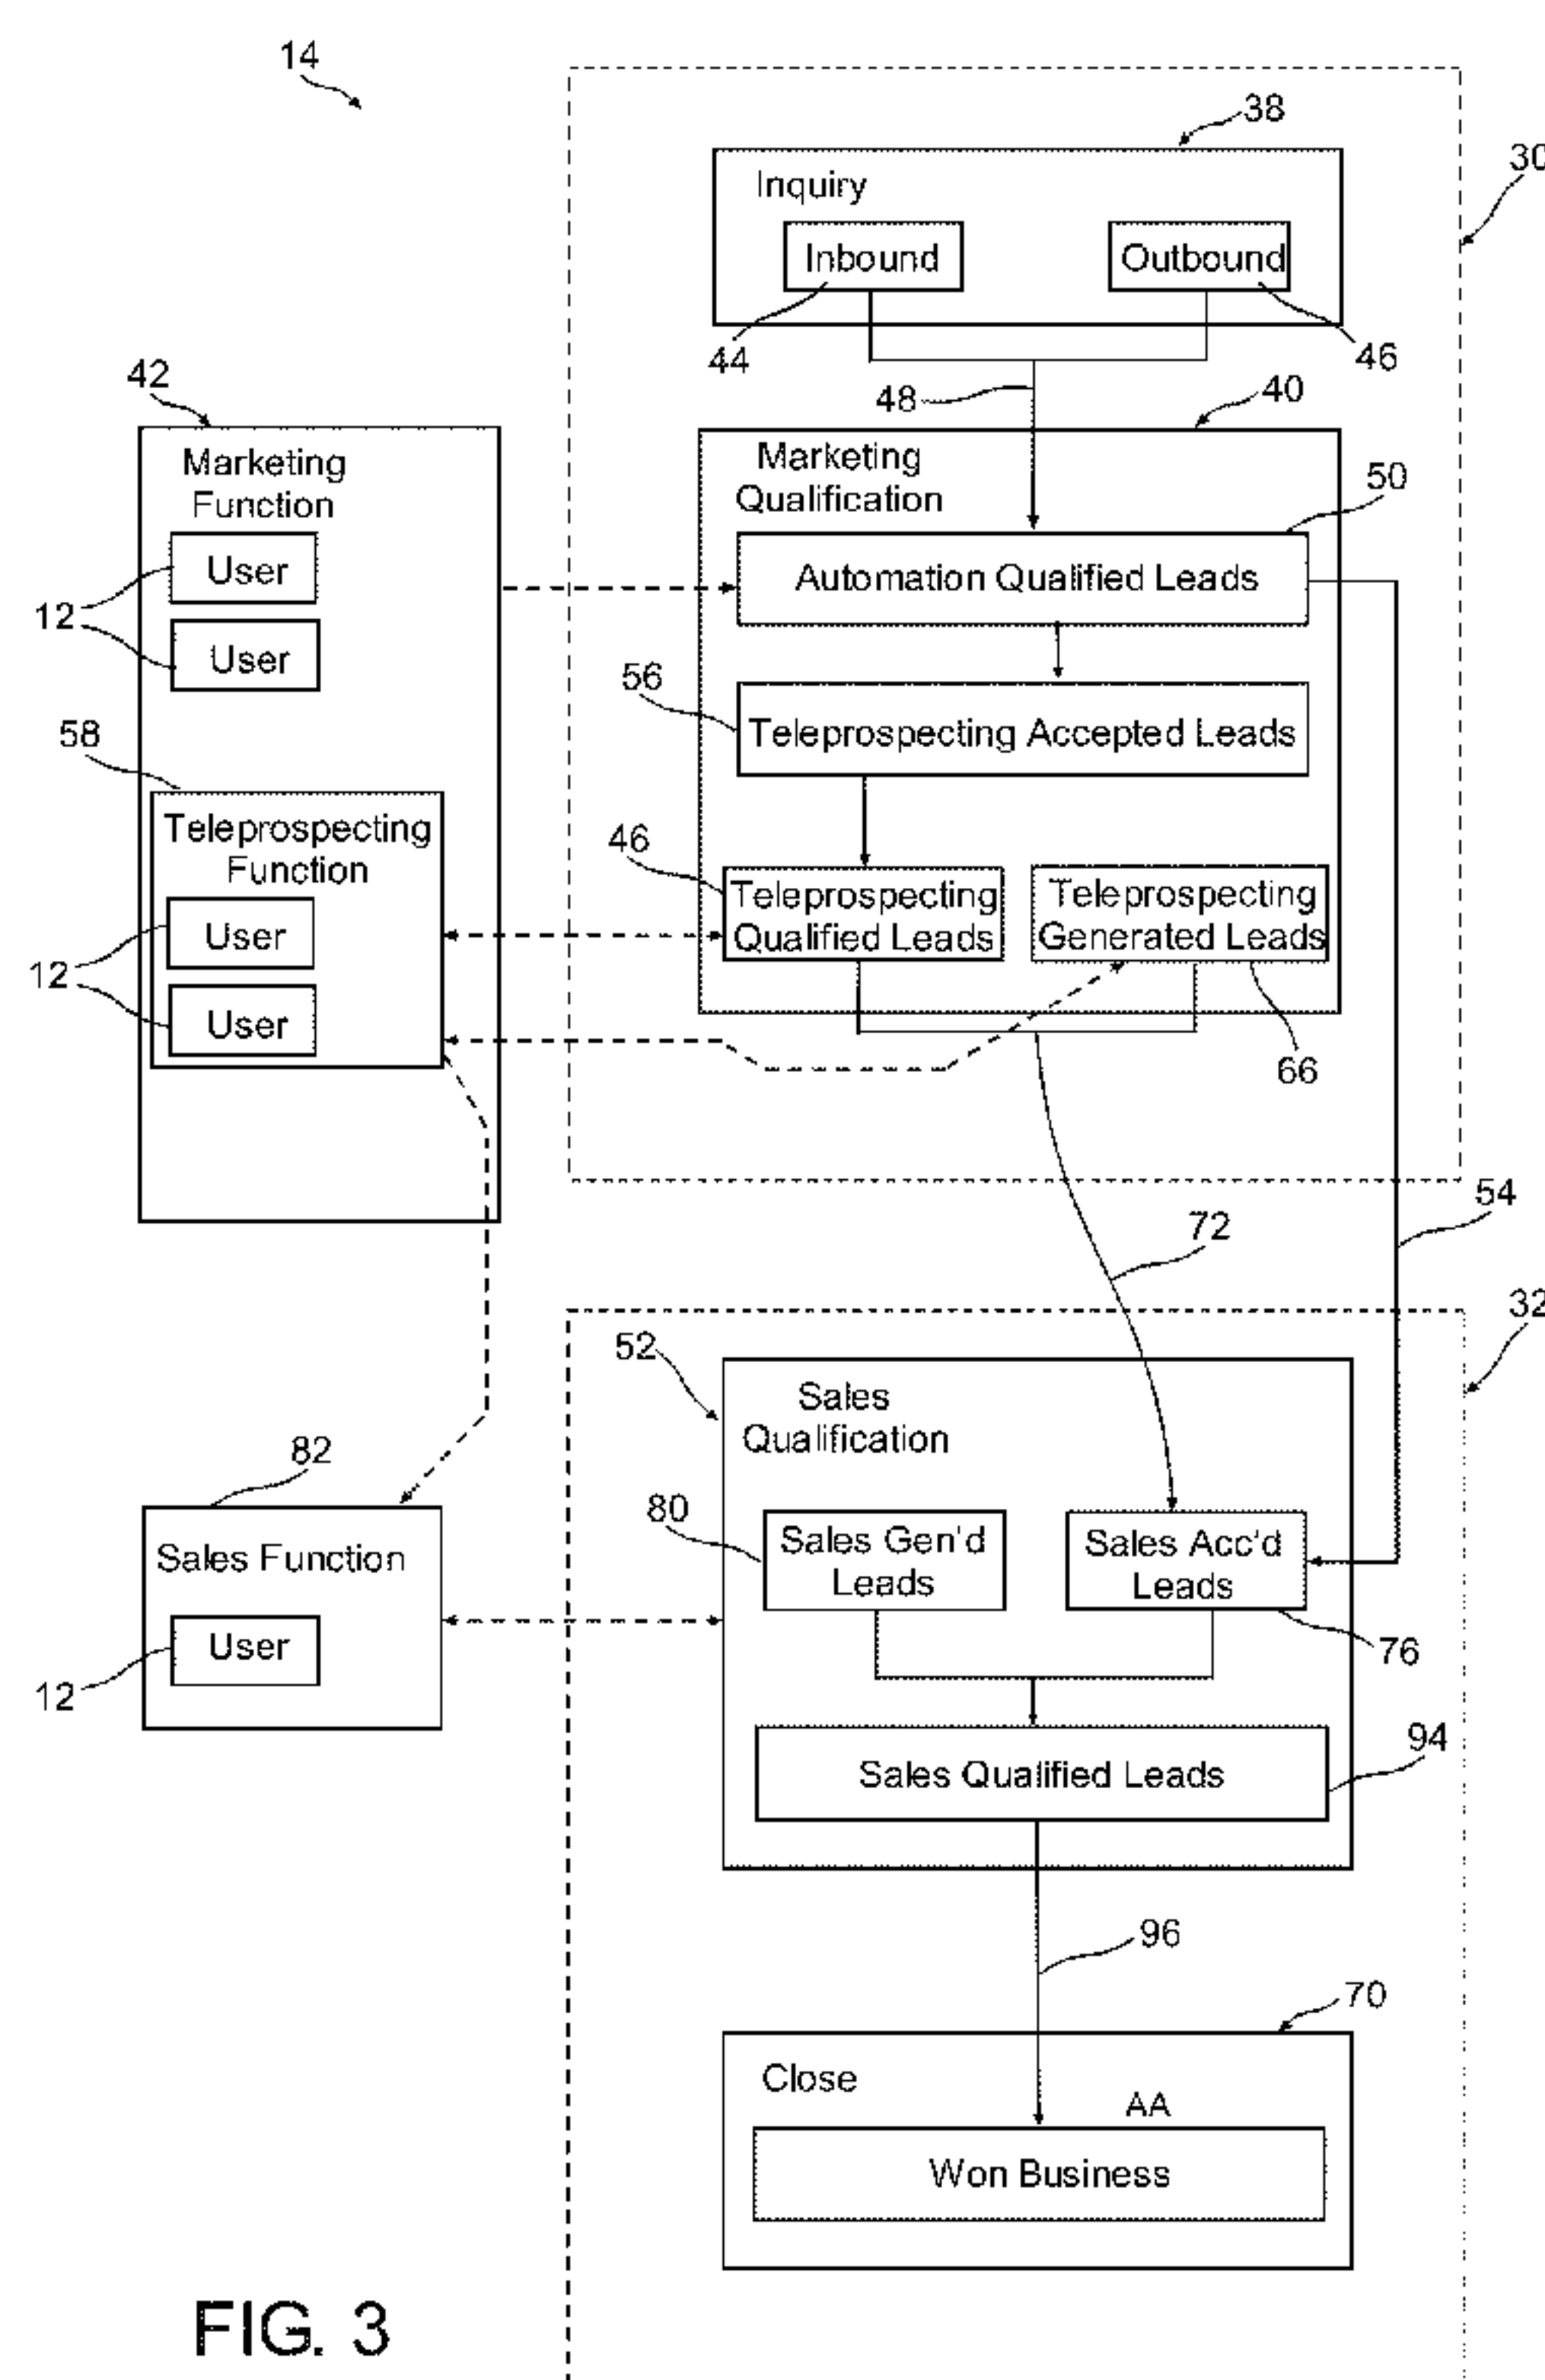 14
38
30
Inquiry
Inbound
Outbound
44
46
48
42
40
Marketing
Function
User
12
User
58
Teleprospecting
Function
User
12
User
Marketing
Qualification
50
Automation Qualified Leads
56
Teleprospecting Accepted Leads
46
Teleprospecting
Qualified Leads
Teleprospecting
Generated Leads
66
54
72
32
52
Sales
Qualification
82
Sales Function
User
12
80
Sales Gen'd
Leads
Sales Acc'd
Leads
76
94
Sales Qualified Leads
96
70
Close
AA
Won Business
FIG. 3